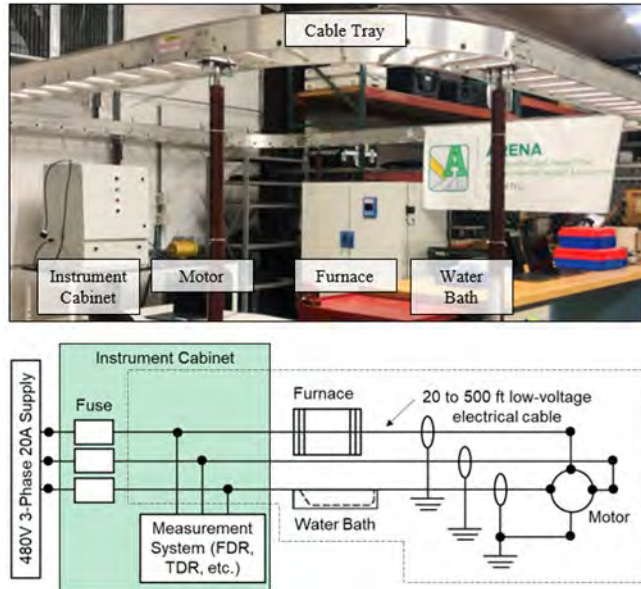 Cable Tray
ARENA
Instrument
Cabinet
Motor
Furnace
Water
Bath
Instrument Cabinet
480V 3-Phase 20A Supply
Fuse
Furnace
20 to 500 ft low-voltage
electrical cable
Measurement
System (FDR,
TDR, etc.)
Water Bath
Motor